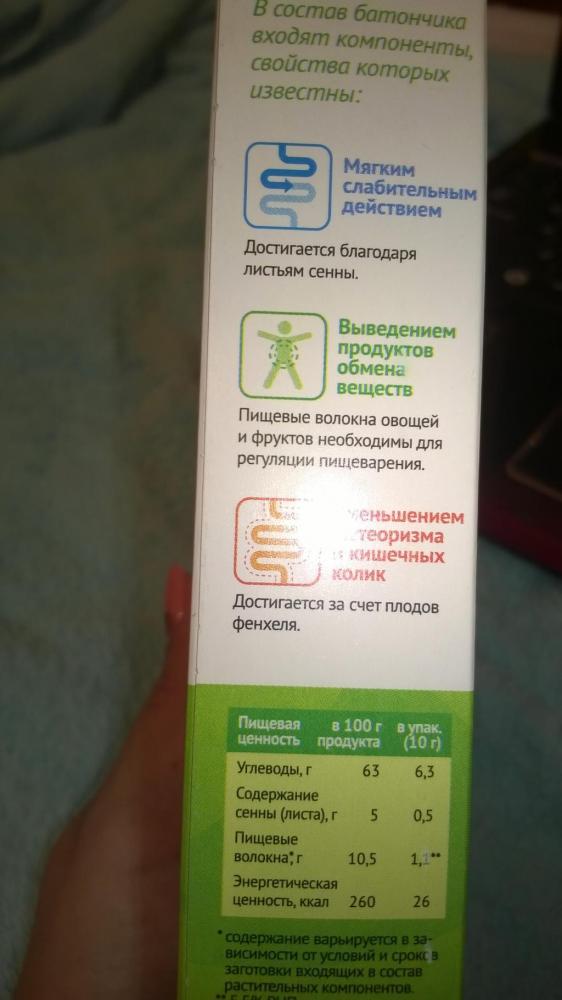 В состав батончика
входят компоненты,
свойства которых
известны:
Мягким
слабительным
действием
Достигается благодаря
листьям сенны.
Выведением
продуктов
обмена
веществ
Пищевые волокна овощей
и фруктов необходимы для
регуляции пищеварения.
кишечных
колик
Достигается за счет плодов
фенхеля.
Пищевая в 100 г в упак.
ценность продукта (10 г)
Углеводы, г 63 6,3
Содержание
сенны (листа), г 5 0,5
Пищевые
волокна*, г 10,5 1,1**
Энергетическая
ценность, ккал 260 26
* содержание варьируется в за-
висимости от условий и сроков
заготовки входящих в состав
растительных компонентов.